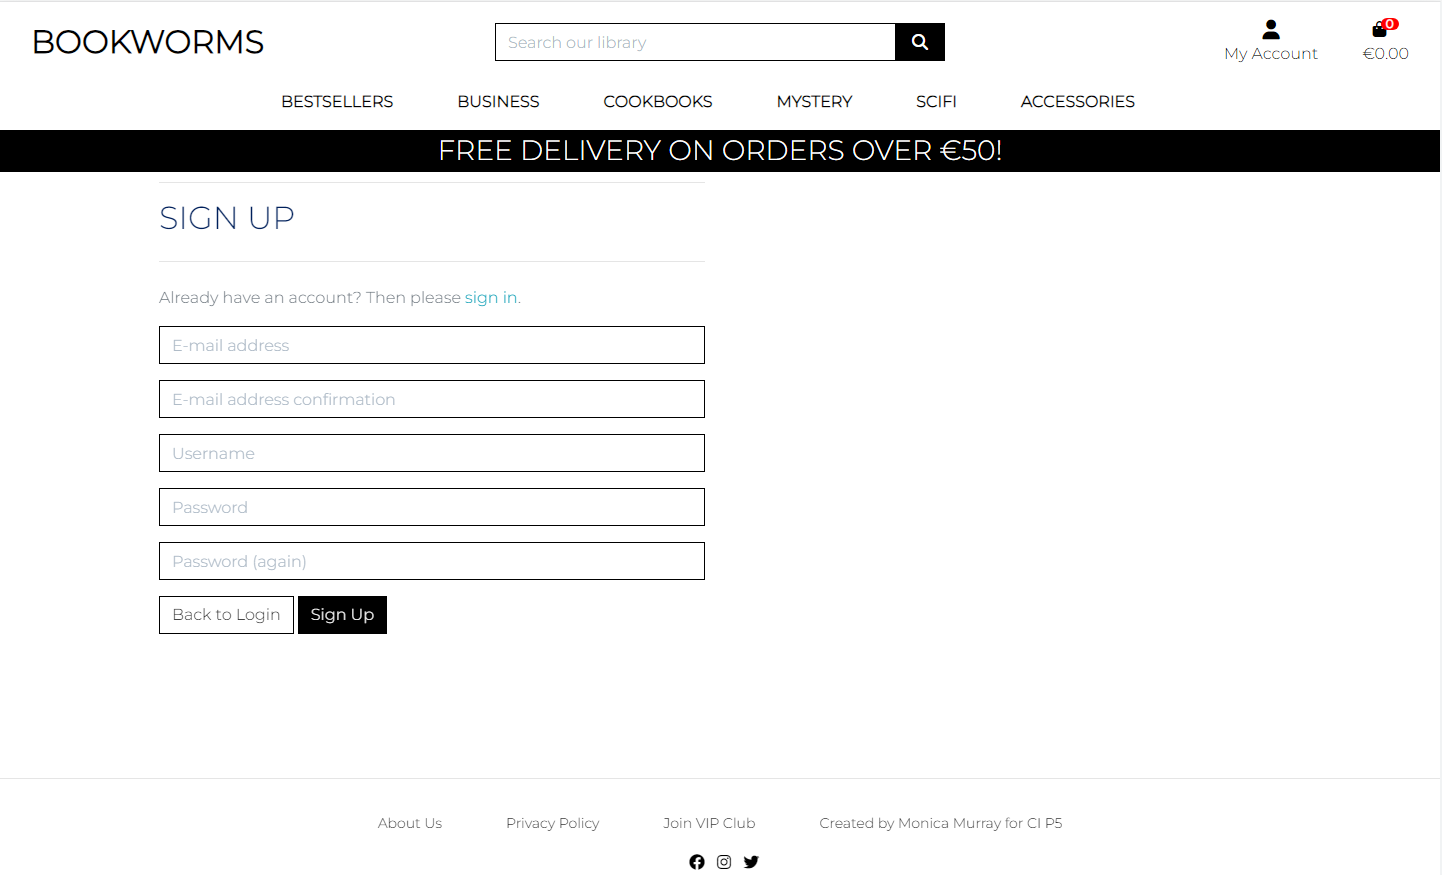 BOOKWORMS
Search our library
My Account
0
€0.00
BESTSELLERS BUSINESS COOKBOOKS MYSTERY SCIFI ACCESSORIES
FREE DELIVERY ON ORDERS OVER €50!
SIGN UP
Already have an account? Then please sign in.
E-mail address
E-mail address confirmation
Username
Password
Password (again)
Back to Login Sign Up
About Us Privacy Policy Join VIP Club Created by Monica Murray for CI P5